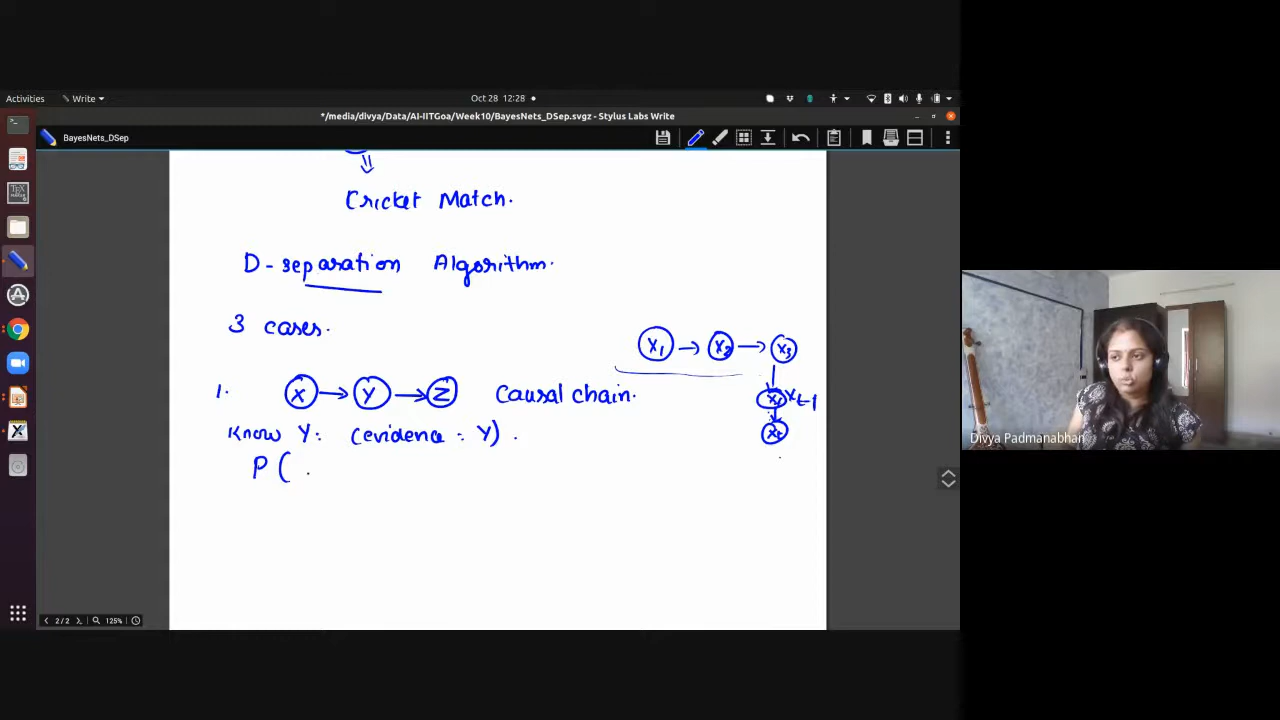 Activities Write Oct 28 12:28
*/media/divya/Data/AI-IITGoa/Week10/BayesNets_DSep.svgz - Stylus Labs Write
BayesNets_DSep
Cricket Match.
D-separation Algorithm.
3 cases.
X1 → X2 → X3
1. X → Y → Z Causal chain.
Xt-1
Know Y: (evidence : Y).
Xt
P(
Divya Padmanabhan
2/2 125%